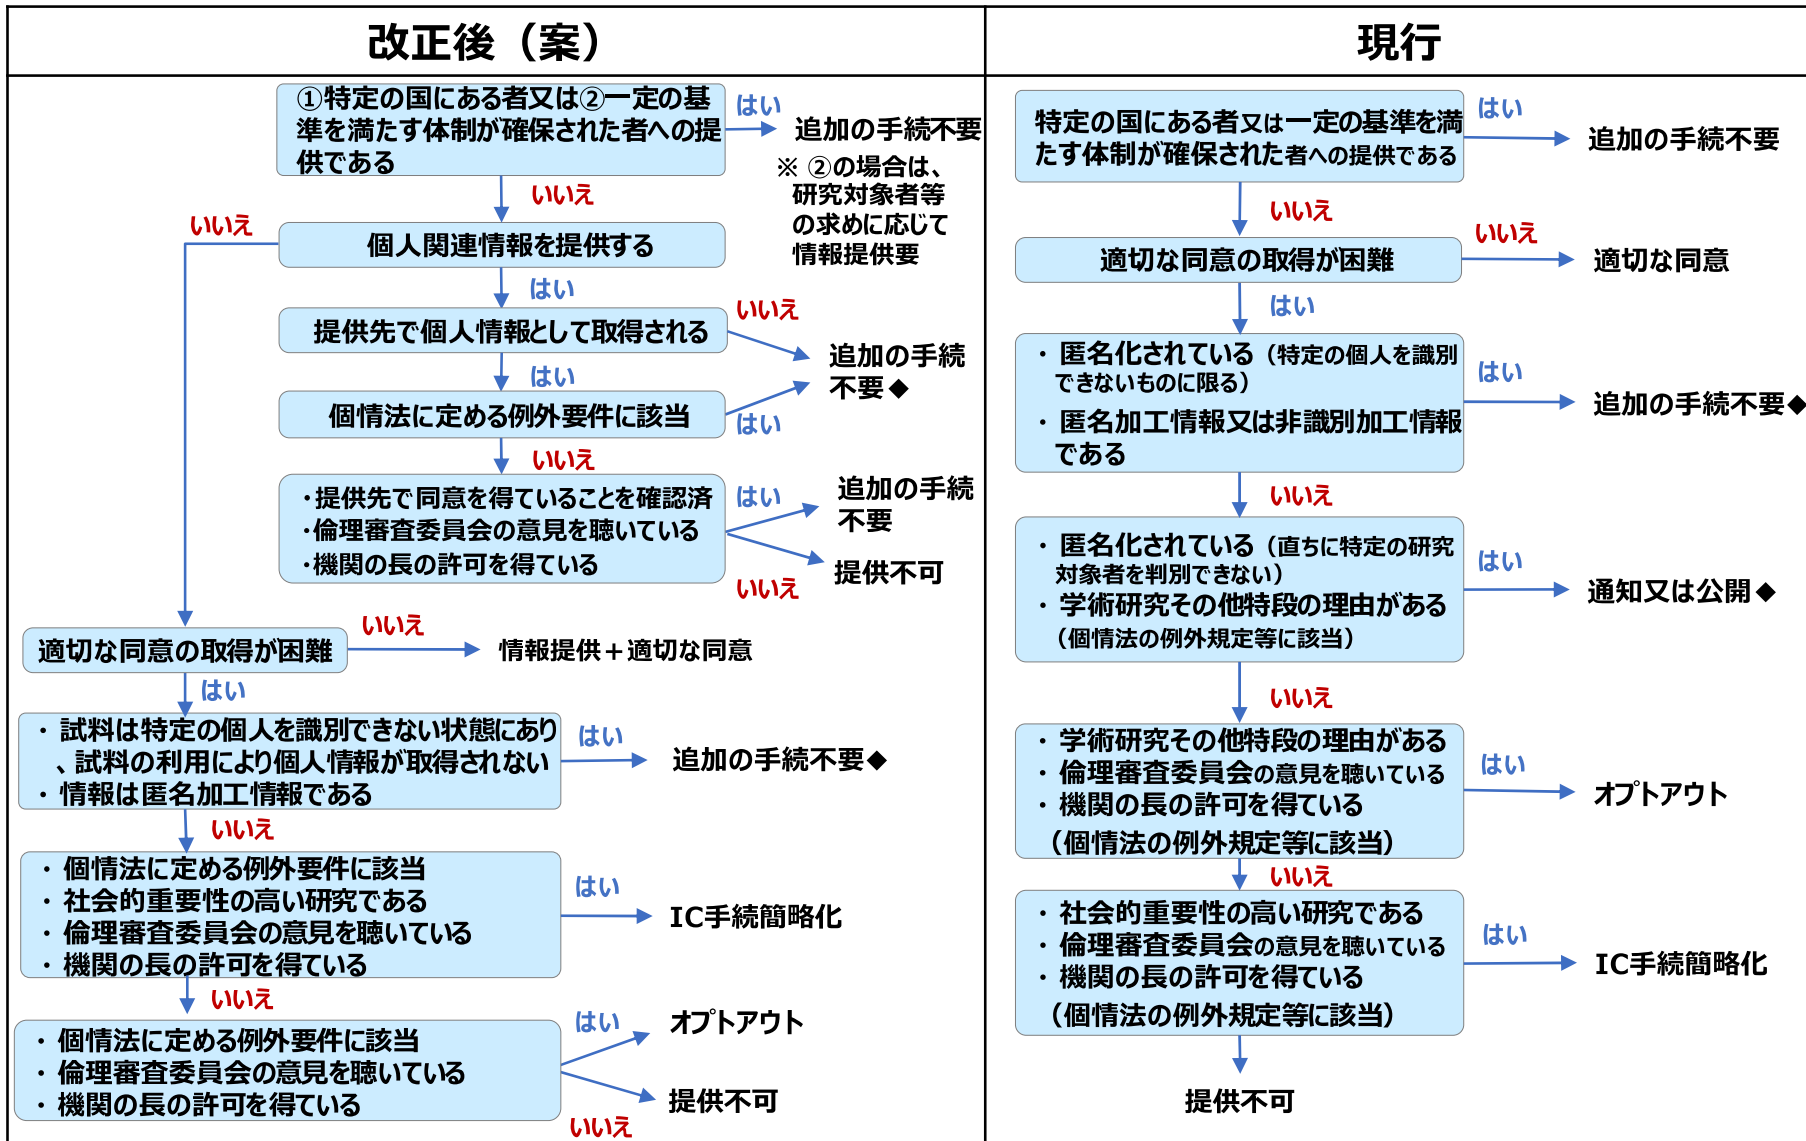 改正後（案）
①特定の国にある者又は②一定の基
準を満たす体制が確保された者への提
供である
はい
追加の手続不要
※ ②の場合は、
研究対象者等
の求めに応じて
情報提供要
いいえ
いいえ
個人関連情報を提供する
はい
提供先で個人情報として取得される
いいえ
追加の手続
不要◆
はい
個情法に定める例外要件に該当
はい
いいえ
・提供先で同意を得ていることを確認済
・倫理審査委員会の意見を聴いている
・機関の長の許可を得ている
はい
追加の手続
不要
提供不可
いいえ
適切な同意の取得が困難
いいえ
情報提供＋適切な同意
はい
・ 試料は特定の個人を識別できない状態にあり
、試料の利用により個人情報が取得されない
・ 情報は匿名加工情報である
はい
追加の手続不要◆
いいえ
・ 個情法に定める例外要件に該当
・ 社会的重要性の高い研究である
・ 倫理審査委員会の意見を聴いている
・ 機関の長の許可を得ている
はい
IC手続簡略化
いいえ
・ 個情法に定める例外要件に該当
・ 倫理審査委員会の意見を聴いている
・ 機関の長の許可を得ている
はい
オプトアウト
提供不可
いいえ
現行
特定の国にある者又は一定の基準を満
たす体制が確保された者への提供である
はい
追加の手続不要
いいえ
適切な同意の取得が困難
いいえ
適切な同意
はい
・ 匿名化されている（特定の個人を識別
できないものに限る）
・ 匿名加工情報又は非識別加工情報
である
はい
追加の手続不要◆
いいえ
・ 匿名化されている（直ちに特定の研究
対象者を判別できない）
・ 学術研究その他特段の理由がある
（個情法の例外規定等に該当）
はい
通知又は公開◆
いいえ
・ 学術研究その他特段の理由がある
・ 倫理審査委員会の意見を聴いている
・ 機関の長の許可を得ている
（個情法の例外規定等に該当）
はい
オプトアウト
いいえ
・ 社会的重要性の高い研究である
・ 倫理審査委員会の意見を聴いている
・ 機関の長の許可を得ている
（個情法の例外規定等に該当）
はい
IC手続簡略化
提供不可